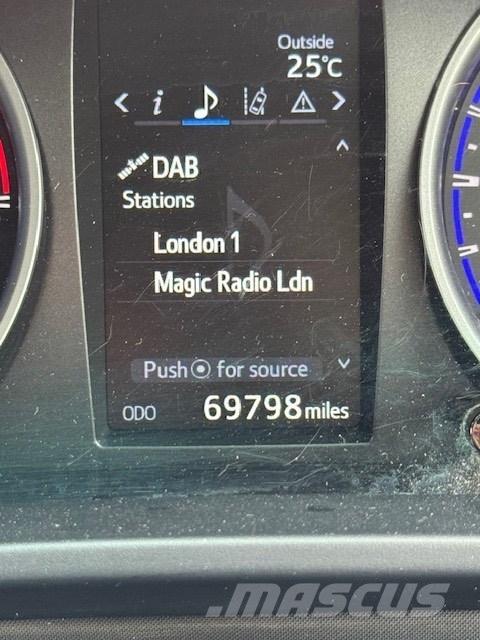 Outside
25°C
i
DAB
Stations
London 1
Magic Radio Ldn
Push for source
ODO 69798 miles
MASCUS